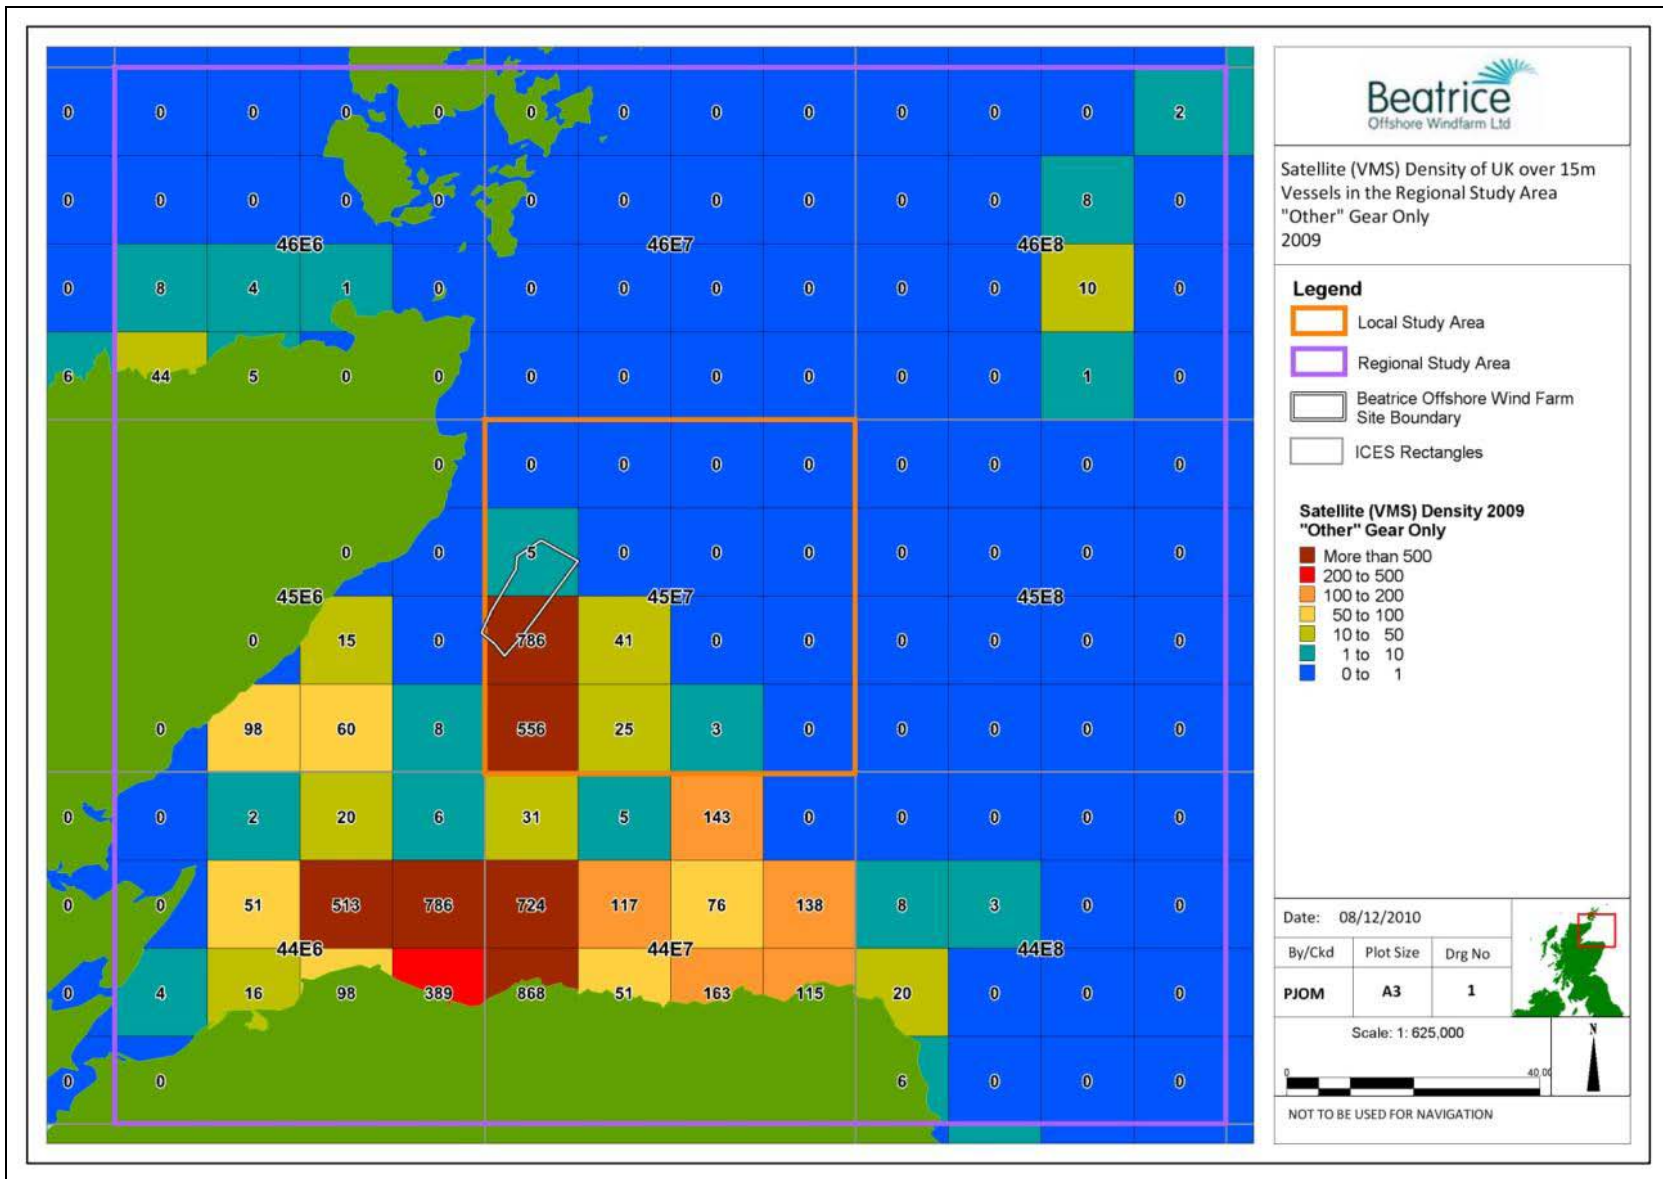 0 0 0 0 0 0 0 0 0 0 0 0 2
0 0 0 0 0 0 0 0 0 0 0 8 0
46E6 46E7 46E8
0 8 4 1 0 0 0 0 0 0 0 10 0
6 44 5 0 0 0 0 0 0 0 0 1 0
0 0 0 0 0 0 0 0 0
0 0 5 0 0 0 0 0 0 0
45E6 45E7 45E8
0 15 0 786 41 0 0 0 0 0 0
0 98 60 8 556 25 3 0 0 0 0 0
0 0 2 20 6 31 5 143 0 0 0 0 0
0 0 51 513 786 724 117 76 138 8 3 0 0
44E6 44E7 44E8
0 4 16 98 389 868 51 163 115 20 0 0 0
0 0 6 0 0 0
Beatrice
Offshore Windfarm Ltd
Satellite (VMS) Density of UK over 15m
Vessels in the Regional Study Area
"Other" Gear Only
2009
Legend
Local Study Area
Regional Study Area
Beatrice Offshore Wind Farm
Site Boundary
ICES Rectangles
Satellite (VMS) Density 2009
"Other" Gear Only
More than 500
200 to 500
100 to 200
50 to 100
10 to 50
1 to 10
0 to 1
Date: 08/12/2010
By/Ckd Plot Size Drg No
PJOM A3 1
Scale: 1: 625,000
N
0 40,00
NOT TO BE USED FOR NAVIGATION